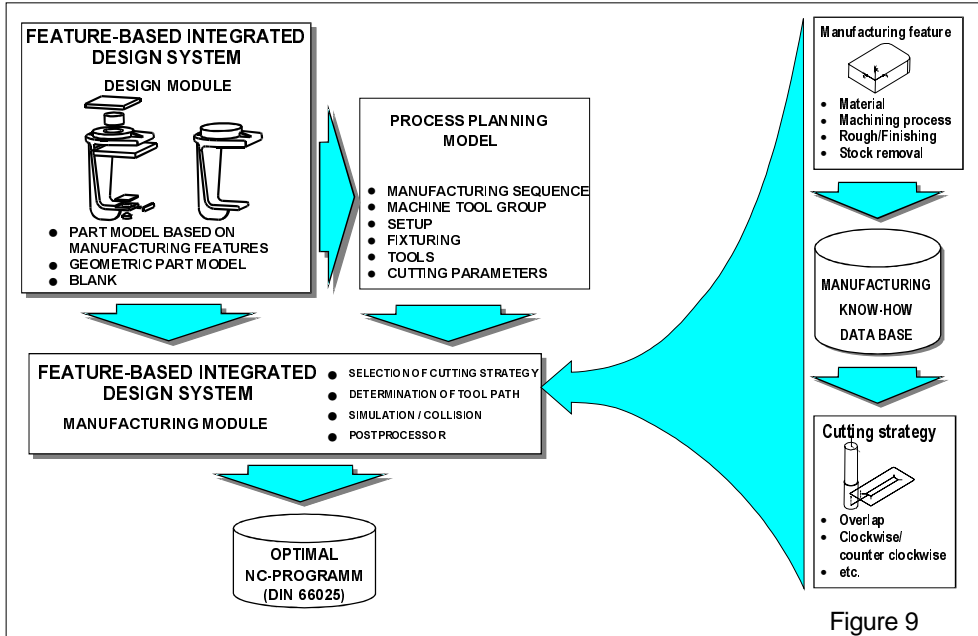 FEATURE-BASED INTEGRATED
DESIGN SYSTEM
DESIGN MODULE
● PART MODEL BASED ON
MANUFACTURING FEATURES
● GEOMETRIC PART MODEL
● BLANK
PROCESS PLANNING
MODEL
● MANUFACTURING SEQUENCE
● MACHINE TOOL GROUP
● SETUP
● FIXTURING
● TOOLS
● CUTTING PARAMETERS
FEATURE-BASED INTEGRATED
DESIGN SYSTEM
MANUFACTURING MODULE
● SELECTION OF CUTTING STRATEGY
● DETERMINATION OF TOOL PATH
● SIMULATION / COLLISION
● POSTPROCESSOR
OPTIMAL
NC-PROGRAMM
(DIN 66025)
Manufacturing feature
• Material
• Machining process
• Rough/Finishing
• Stock removal
MANUFACTURING
KNOW-HOW
DATA BASE
Cutting strategy
• Overlap
• Clockwise/
counter clockwise
• etc.
Figure 9